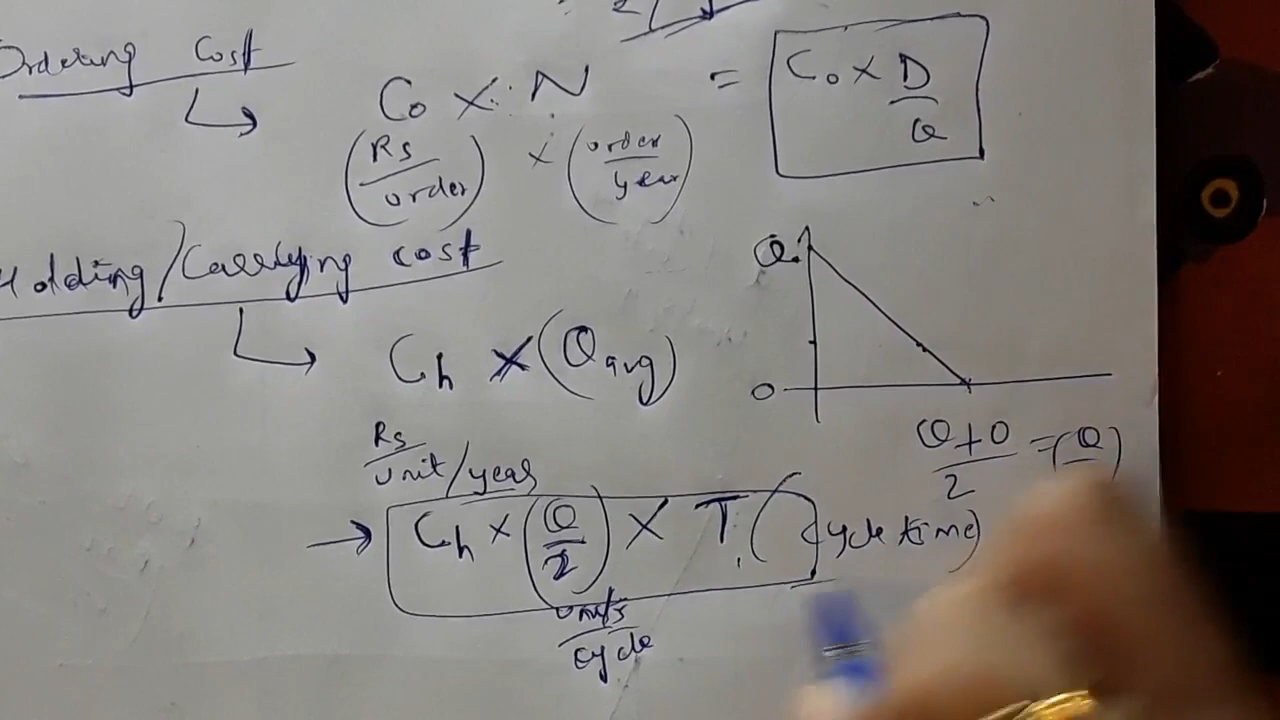 Ordering Cost
Co × N = Co × D/Q
(Rs/order) × (order/year)
Holding/Carrying cost
Q
Ch × (Qavg)
0
Rs/unit/year
Q+0/2 = (Q
Ch × (Q/2) × T (cycle time)
units/cycle